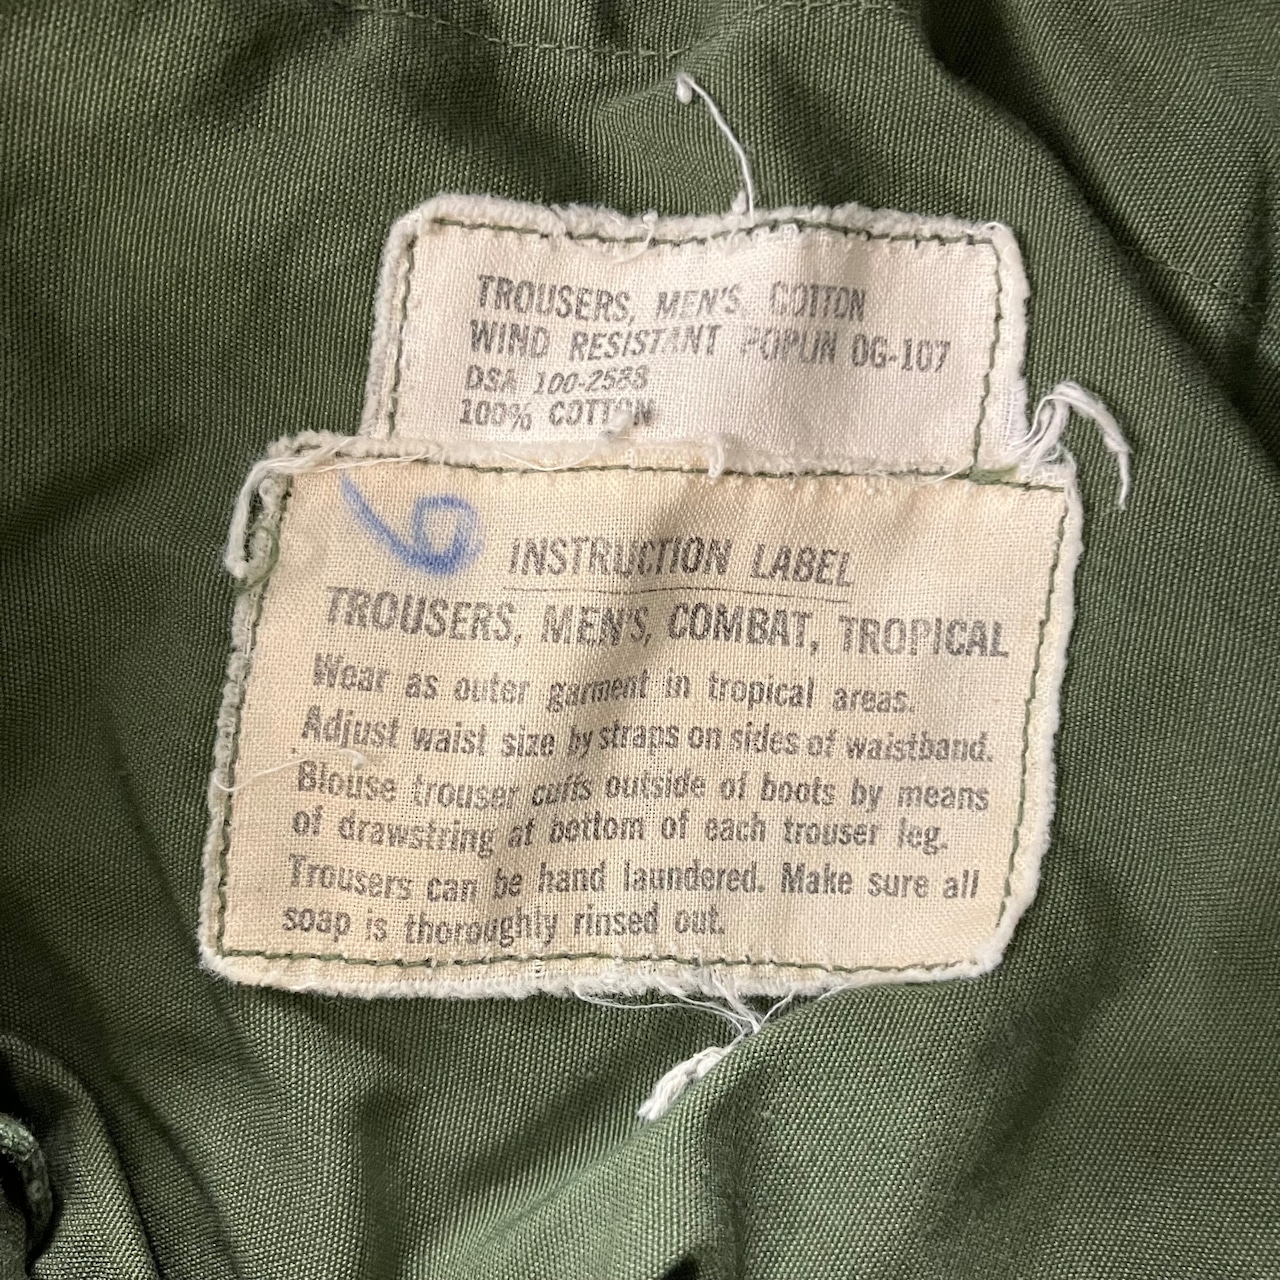 TROUSERS, MEN'S, COTTON
WIND RESISTANT POPLIN OG-107
DSA 100-2583
100% COTTON
6
INSTRUCTION LABEL
TROUSERS, MEN'S, COMBAT, TROPICAL
Wear as outer garment in tropical areas.
Adjust waist size by straps on sides of waistband.
Blouse trouser cuffs outside of boots by means
of drawstring at bottom of each trouser leg.
Trousers can be hand laundered. Make sure all
soap is thoroughly rinsed out.